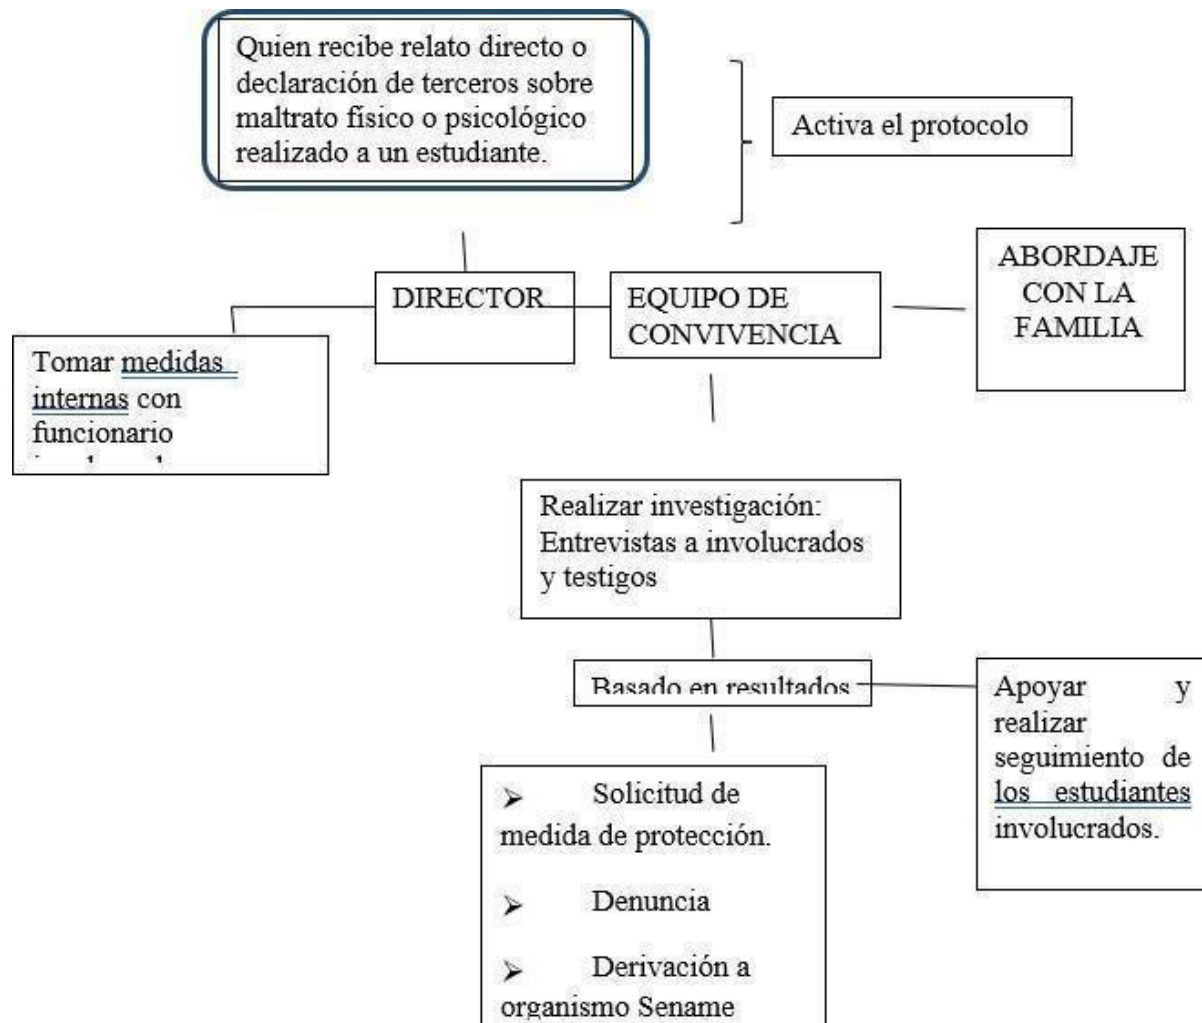 Quien recibe relato directo o
declaración de terceros sobre
maltrato físico o psicológico
realizado a un estudiante.
Activa el protocolo
DIRECTOR
EQUIPO DE
CONVIVENCIA
ABORDAJE
CON LA
FAMILIA
Tomar medidas
internas con
funcionario
Realizar investigación:
Entrevistas a involucrados
y testigos
Basado en resultados
Apoyar y
realizar
seguimiento de
los estudiantes
involucrados.
➢ Solicitud de
medida de protección.
➢ Denuncia
➢ Derivación a
organismo Sename